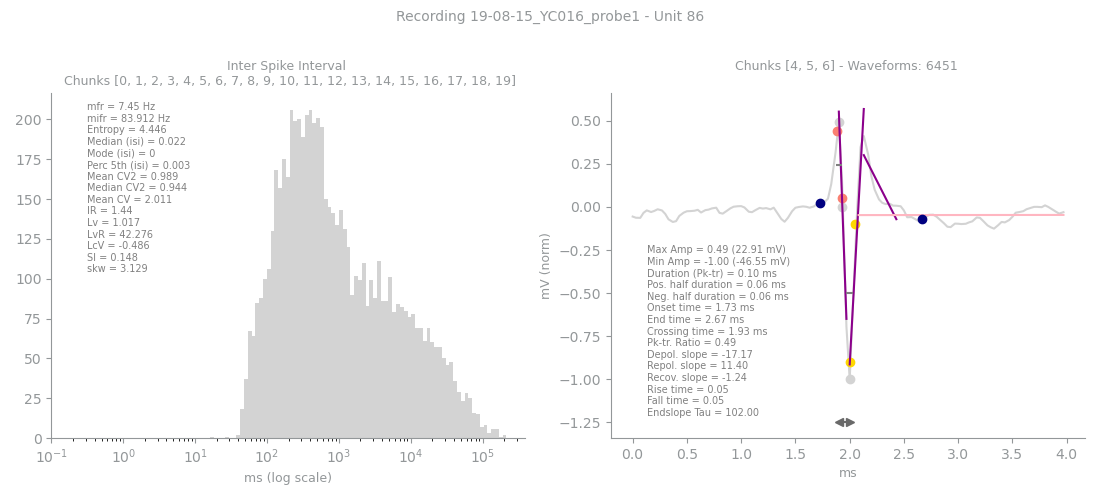 Recording 19-08-15_YC016_probe1 - Unit 86
Inter Spike Interval
Chunks [0, 1, 2, 3, 4, 5, 6, 7, 8, 9, 10, 11, 12, 13, 14, 15, 16, 17, 18, 19]
mfr = 7.45 Hz
mifr = 83.912 Hz
Entropy = 4.446
Median (isi) = 0.022
Mode (isi) = 0
Perc 5th (isi) = 0.003
Mean CV2 = 0.989
Median CV2 = 0.944
Mean CV = 2.011
IR = 1.44
Lv = 1.017
LvR = 42.276
LcV = -0.486
SI = 0.148
skw = 3.129
200
175
150
125
100
75
50
25
0
10⁻¹ 10⁰ 10¹ 10² 10³ 10⁴ 10⁵
ms (log scale)
Chunks [4, 5, 6] - Waveforms: 6451
mV (norm)
0.50
0.25
0.00
−0.25
−0.50
−0.75
−1.00
−1.25
Max Amp = 0.49 (22.91 mV)
Min Amp = -1.00 (-46.55 mV)
Duration (Pk-tr) = 0.10 ms
Pos. half duration = 0.06 ms
Neg. half duration = 0.06 ms
Onset time = 1.73 ms
End time = 2.67 ms
Crossing time = 1.93 ms
Pk-tr. Ratio = 0.49
Depol. slope = -17.17
Repol. slope = 11.40
Recov. slope = -1.24
Rise time = 0.05
Fall time = 0.05
Endslope Tau = 102.00
0.0 0.5 1.0 1.5 2.0 2.5 3.0 3.5 4.0
ms